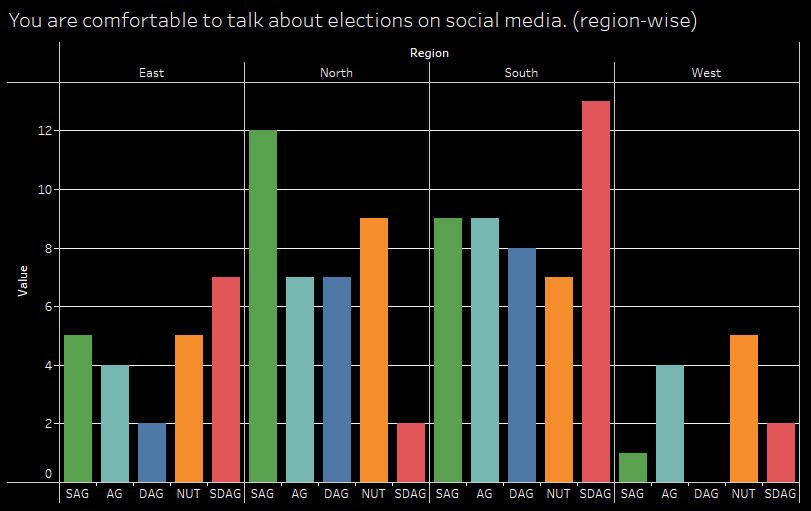 You are comfortable to talk about elections on social media. (region-wise)
Region
East North South West
Value
12
10
8
6
4
2
0
SAG AG DAG NUT SDAG SAG AG DAG NUT SDAG SAG AG DAG NUT SDAG SAG AG DAG NUT SDAG